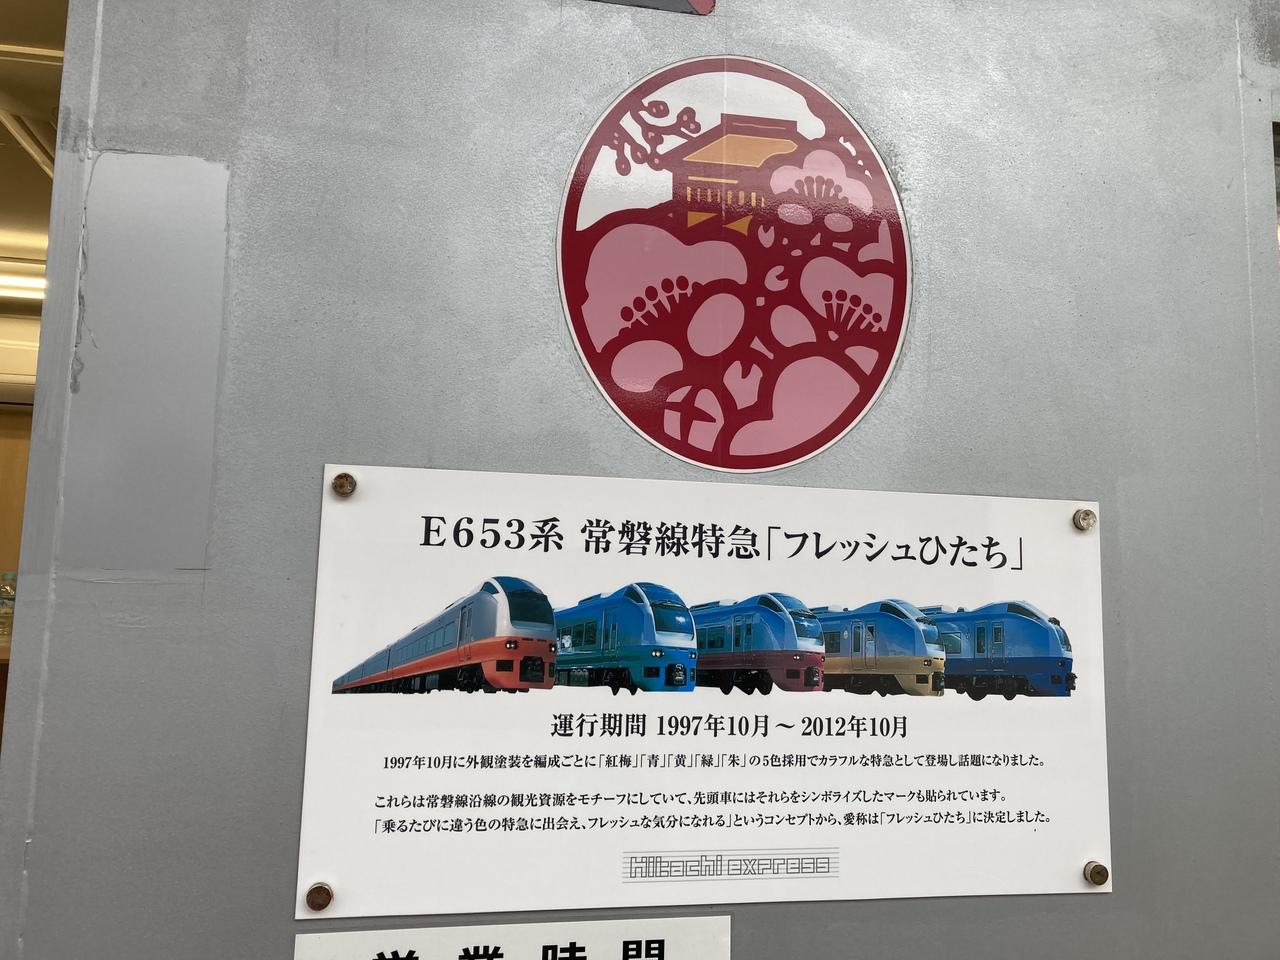 E653系 常磐線特急「フレッシュひたち」
運行期間 1997年10月～2012年10月
1997年10月に外観塗装を編成ごとに「紅梅」「青」「黄」「緑」「朱」の5色採用でカラフルな特急として登場し話題になりました。
これらは常磐線沿線の観光資源をモチーフにしていて、先頭車にはそれらをシンボライズしたマークも貼られています。
「乗るたびに違う色の特急に出会え、フレッシュな気分になれる」というコンセプトから、愛称は「フレッシュひたち」に決定しました。
Hitachi express
営業時間